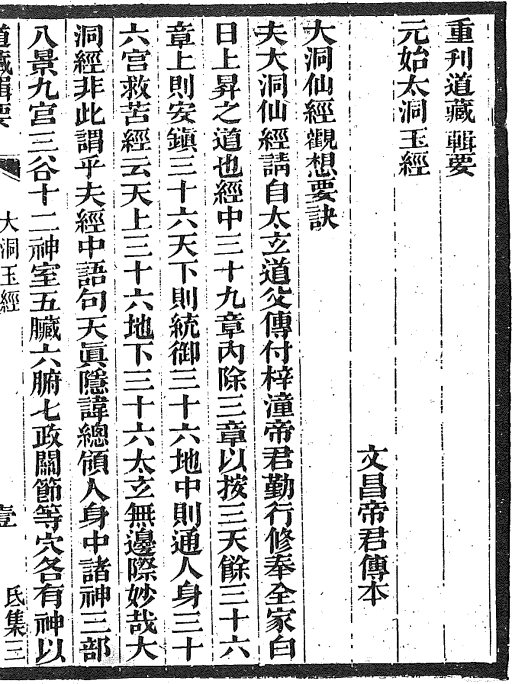 重刊道藏輯要
元始大洞玉經
文昌帝君傳本
大洞仙經觀想要訣
夫大洞仙經請自太玄道父傳付梓潼帝君勤行修奉全家白
日上昇之道也經中三十九章內除三章以按三天餘三十六
章上則安鎮三十六天下則統御三十六地中則通人身三十
六宮救苦經云天上三十六地下三十六太玄無邊際妙哉大
洞經非此謂乎夫經中語句天眞隱諱總領人身中諸神二部
八景九宮三谷十二神室五臟六腑七政關節等穴各有神以
道藏輯要
大洞玉經
壹
氐集三